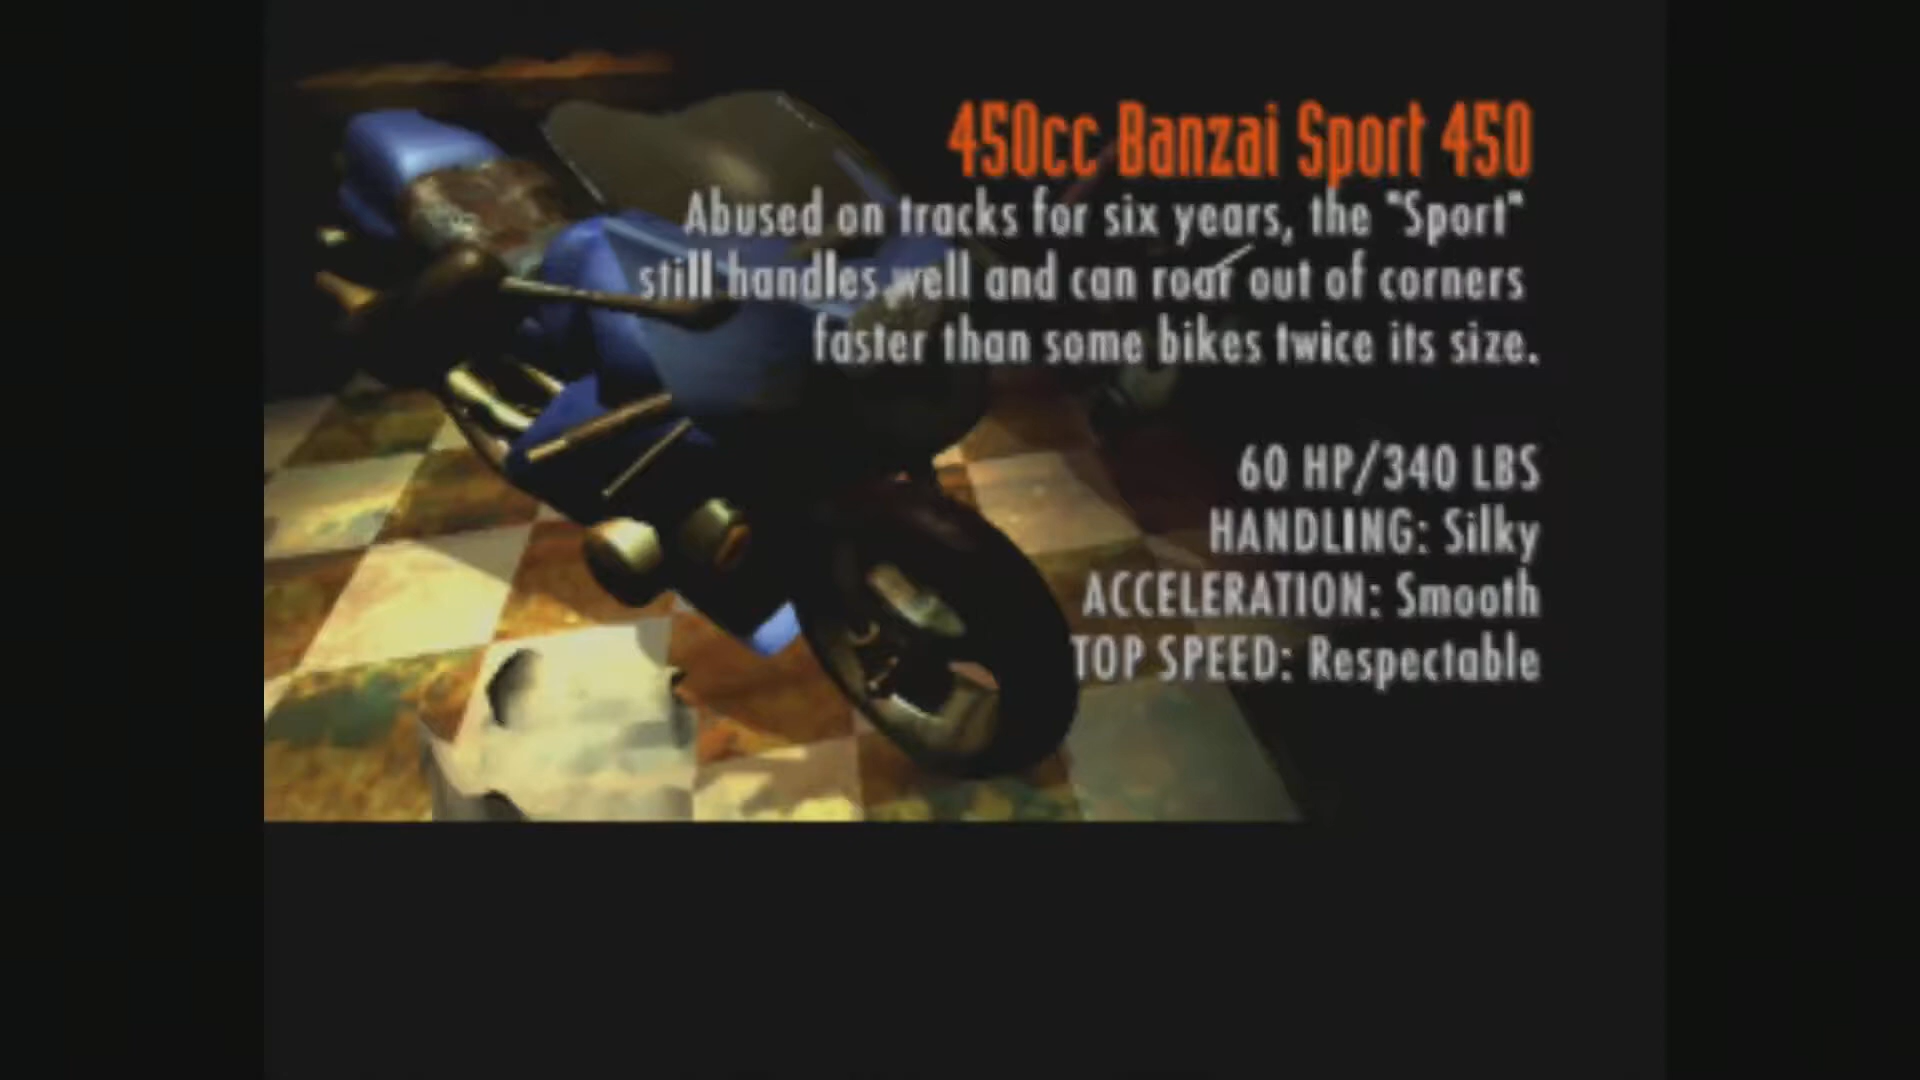 450cc Banzai Sport 450
Abused on tracks for six years, the "Sport"
still handles well and can roar out of corners
faster than some bikes twice its size.
60 HP/340 LBS
HANDLING: Silky
ACCELERATION: Smooth
TOP SPEED: Respectable